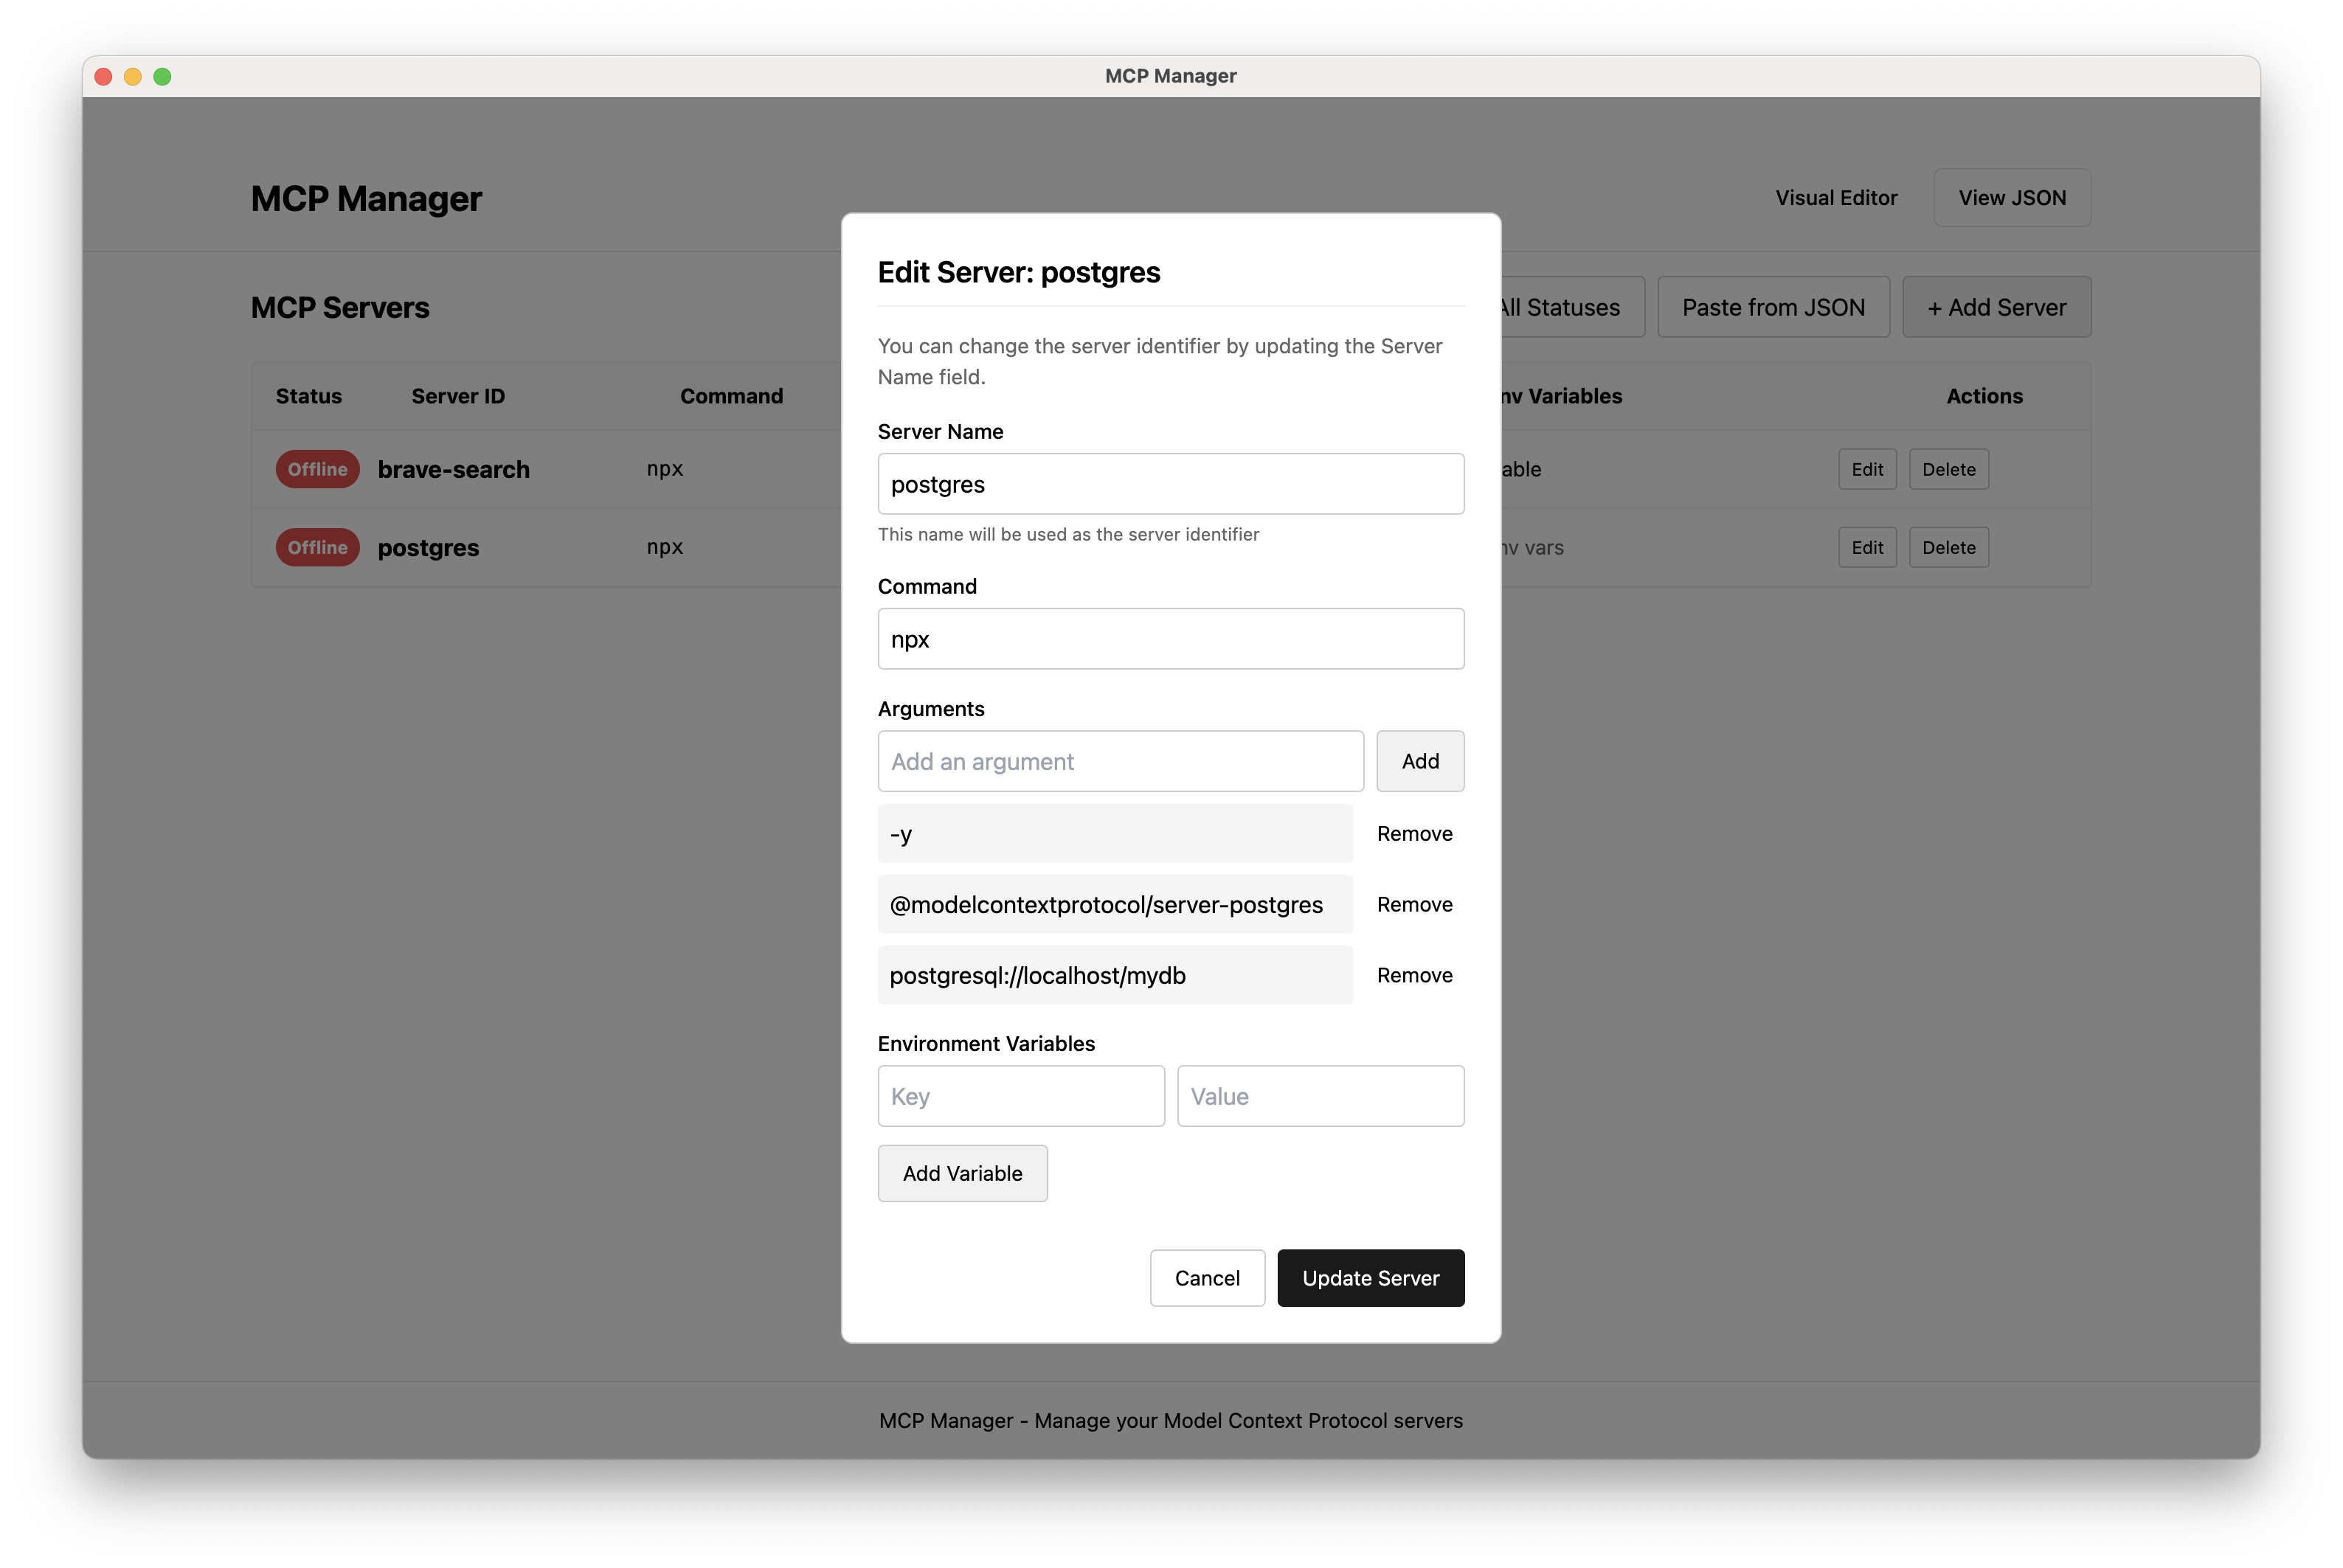 MCP Manager
MCP Manager
Visual Editor
View JSON
MCP Servers
All Statuses
Paste from JSON
+ Add Server
Status
Server ID
Command
Variables
Actions
Offline
brave-search
npx
Edit
Delete
Offline
postgres
npx
vars
Edit
Delete
Edit Server: postgres
You can change the server identifier by updating the Server
Name field.
Server Name
postgres
This name will be used as the server identifier
Command
npx
Arguments
Add an argument
Add
-y
Remove
@modelcontextprotocol/server-postgres
Remove
postgresql://localhost/mydb
Remove
Environment Variables
Key
Value
Add Variable
Cancel
Update Server
MCP Manager - Manage your Model Context Protocol servers